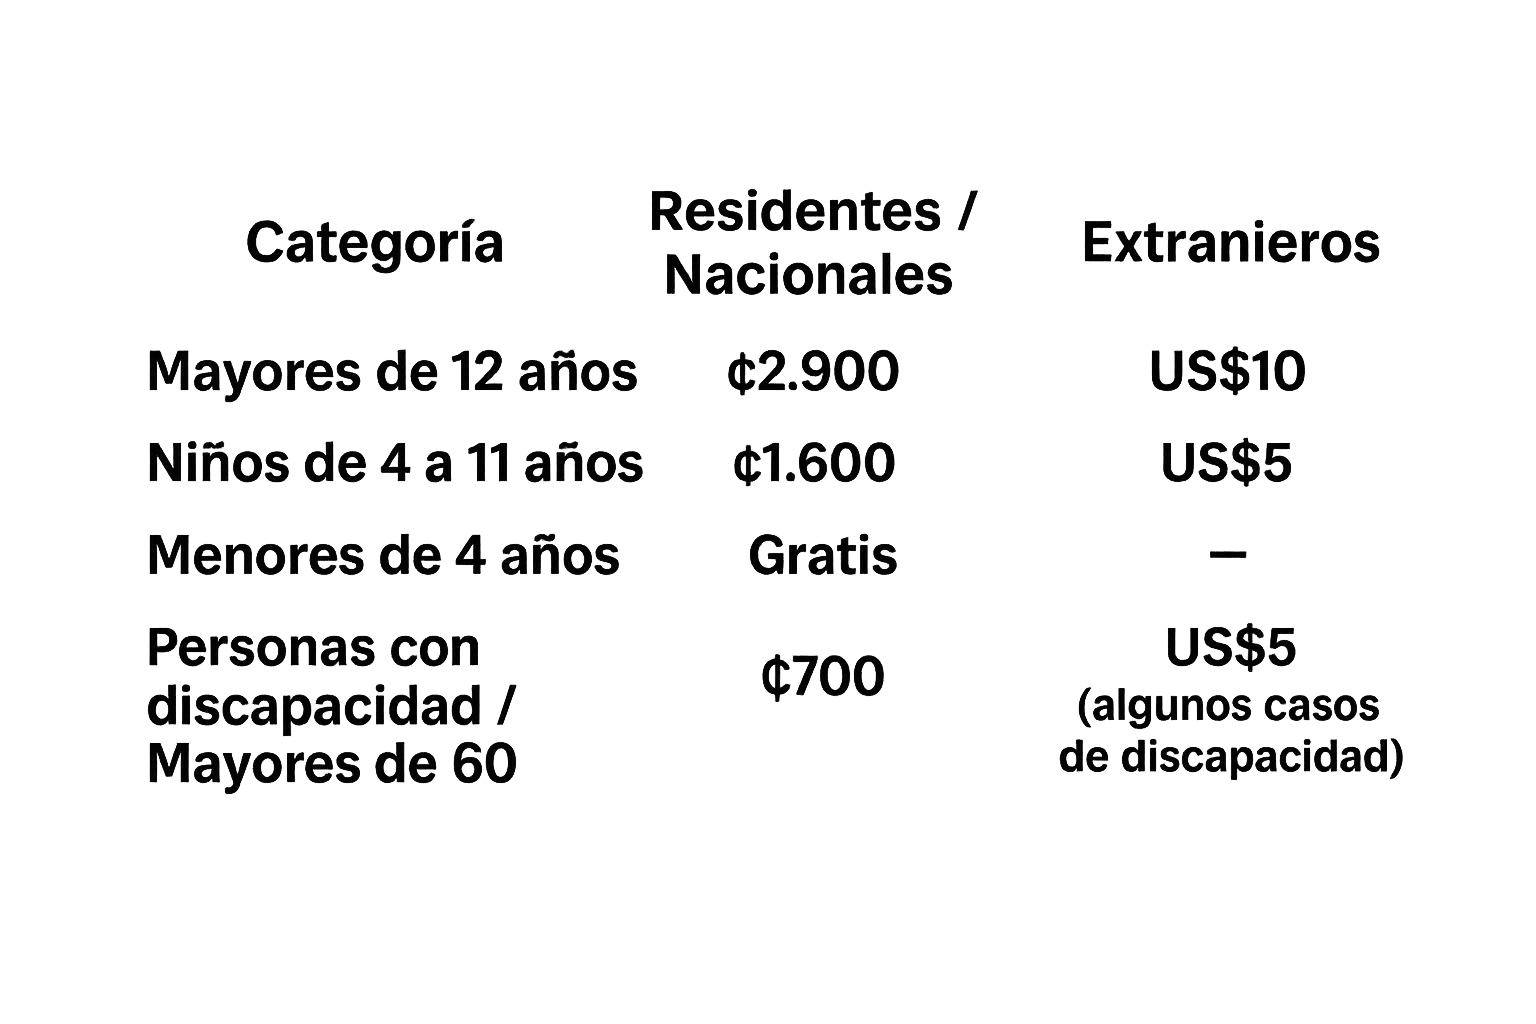 Categoría
Residentes /
Nacionales
Extranieros
Mayores de 12 años ₵2.900 US$10
Niños de 4 a 11 años ₵1.600 US$5
Menores de 4 años Gratis –
Personas con
discapacidad /
Mayores de 60
₵700
US$5
(algunos casos
de discapacidad)